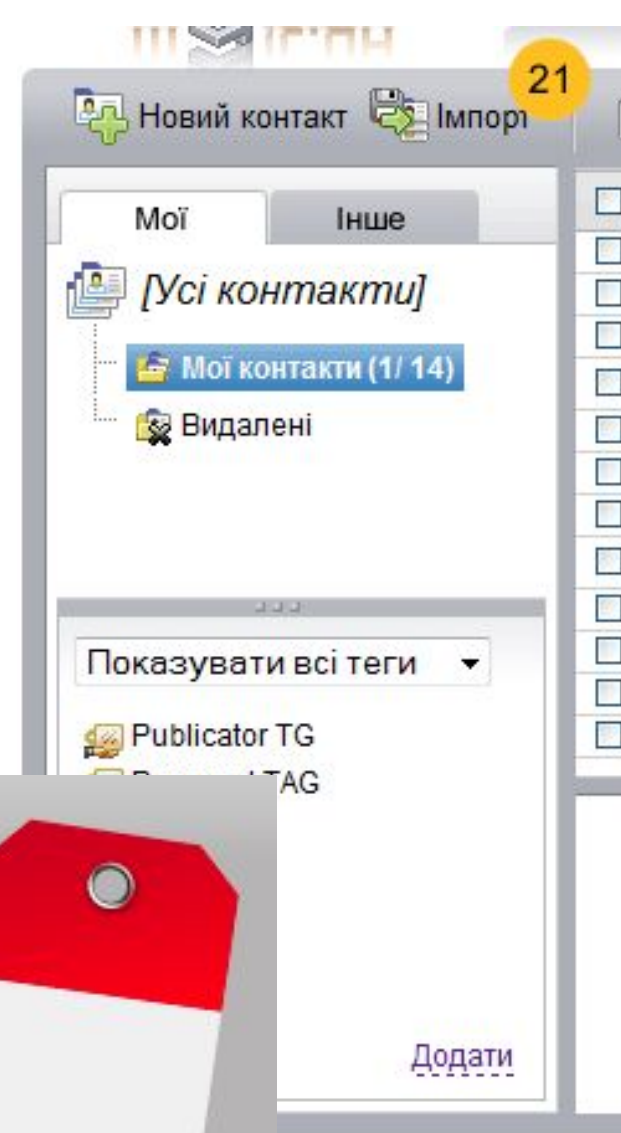 21
Новий контакт Імпорт
Мої Інше
[Усі контакти]
Мої контакти (1/ 14)
Видалені
Показувати всі теги
Publicator TG
TAG
Додати